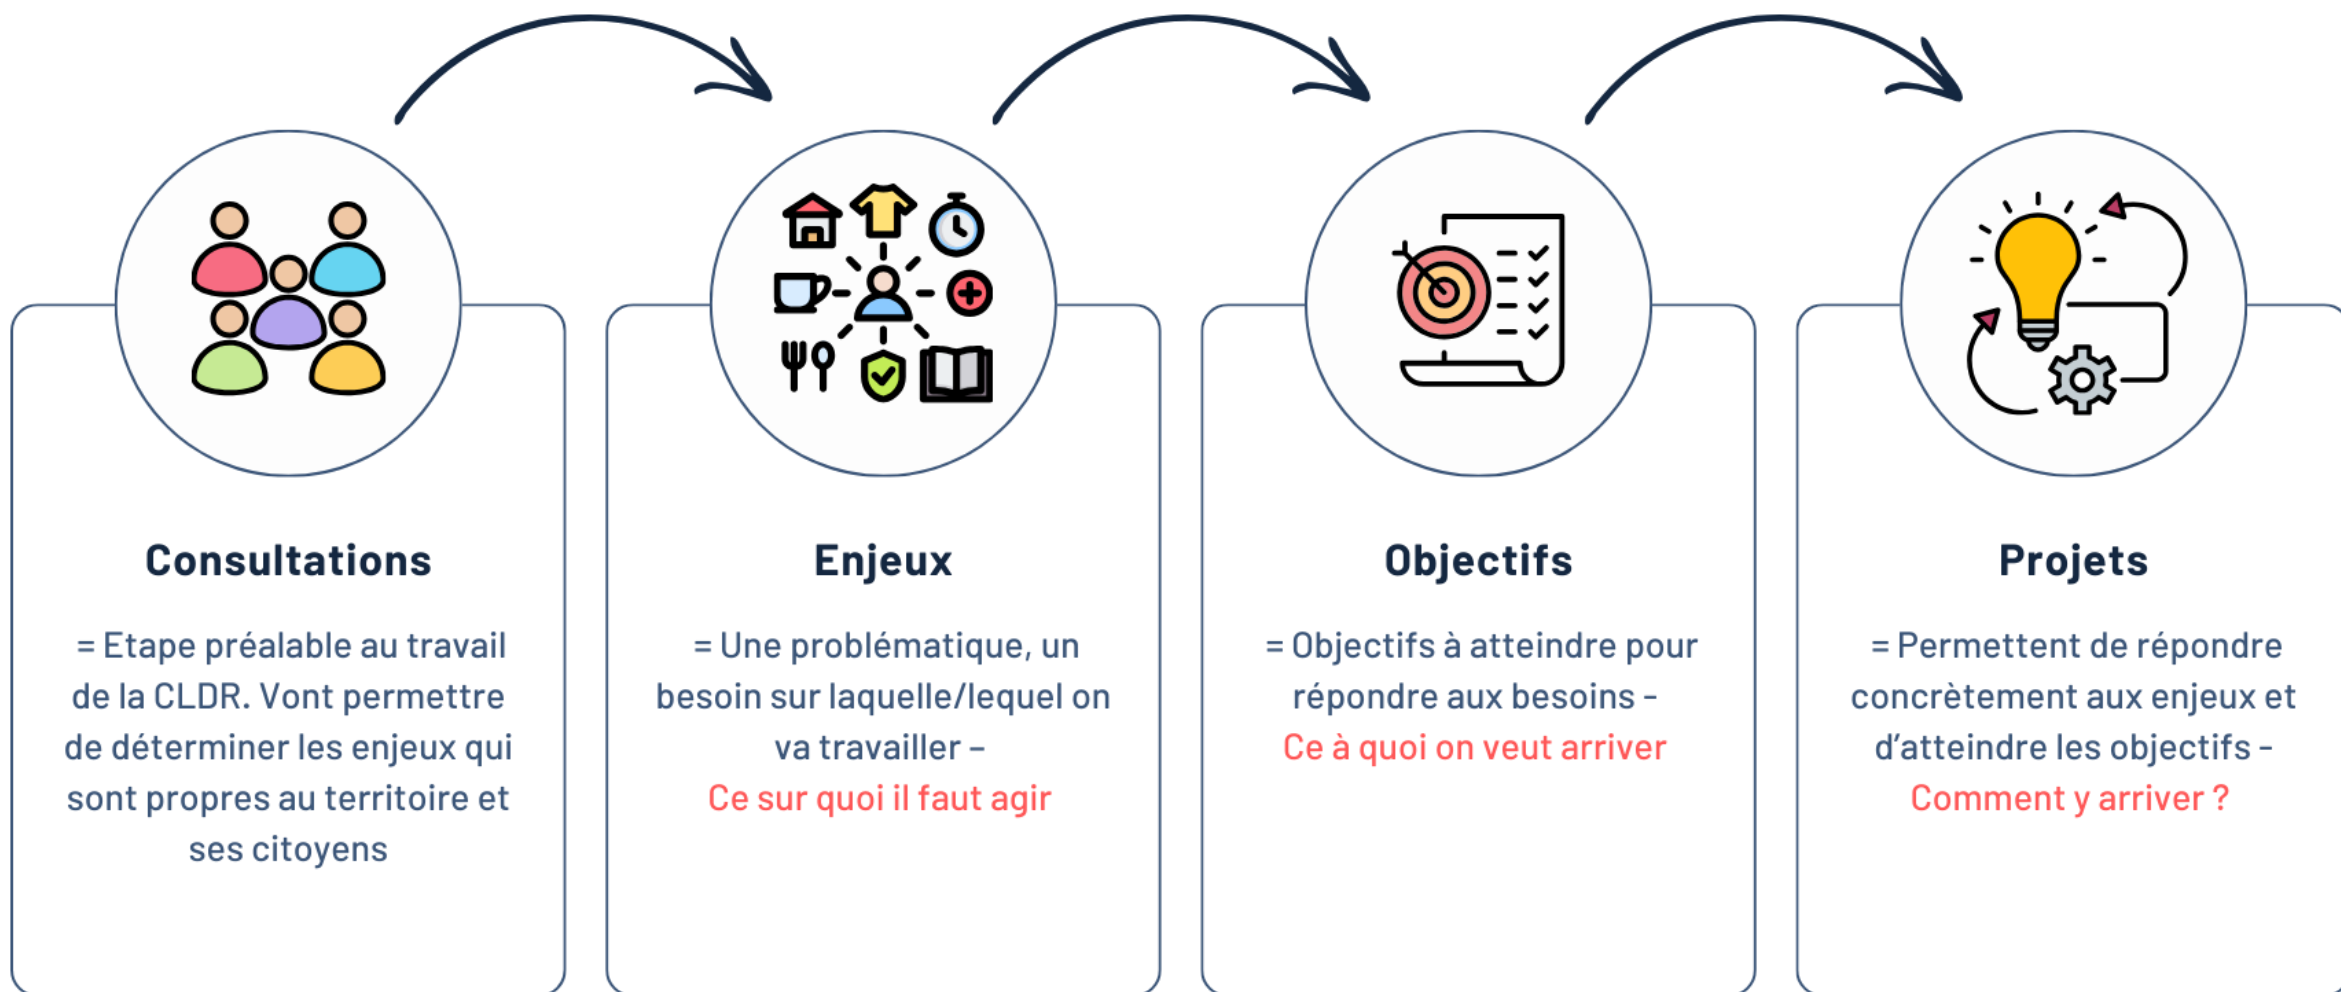 Consultations
= Etape préalable au travail
de la CLDR. Vont permettre
de déterminer les enjeux qui
sont propres au territoire et
ses citoyens
Enjeux
= Une problématique, un
besoin sur laquelle/lequel on
va travailler –
Ce sur quoi il faut agir
Objectifs
= Objectifs à atteindre pour
répondre aux besoins -
Ce à quoi on veut arriver
Projets
= Permettent de répondre
concrètement aux enjeux et
d’atteindre les objectifs -
Comment y arriver ?